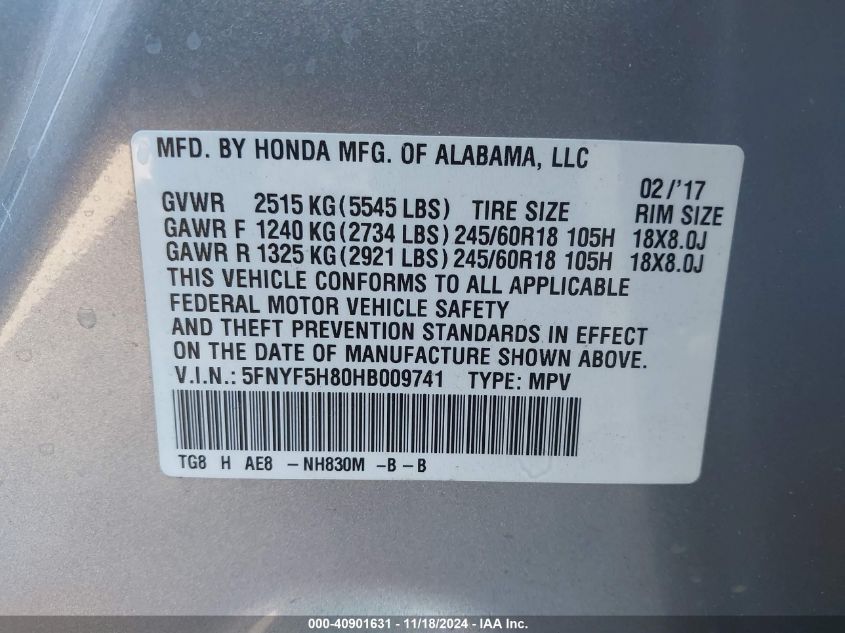 MFD. BY HONDA MFG. OF ALABAMA, LLC
02/'17
GVWR 2515 KG(5545 LBS) TIRE SIZE RIM SIZE
GAWR F 1240 KG(2734 LBS) 245/60R18 105H 18X8.0J
GAWR R 1325 KG(2921 LBS) 245/60R18 105H 18X8.0J
THIS VEHICLE CONFORMS TO ALL APPLICABLE
FEDERAL MOTOR VEHICLE SAFETY
AND THEFT PREVENTION STANDARDS IN EFFECT
ON THE DATE OF MANUFACTURE SHOWN ABOVE.
V.I.N.: 5FNYF5H80HB009741 TYPE: MPV
TG8 H AE8 -NH830M -B-B
000-40901631 - 11/18/2024 - IAA Inc.